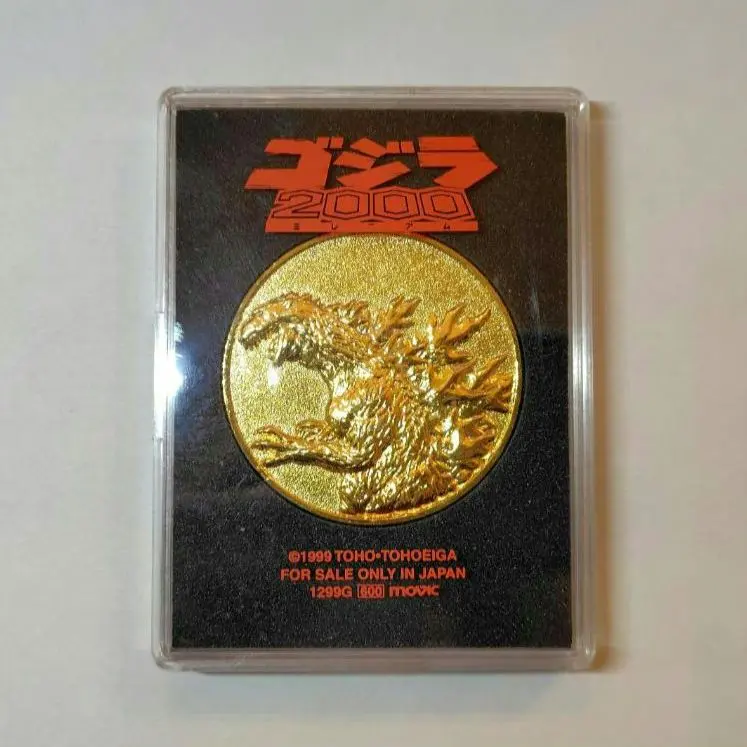 ゴジラ
2000
ミレニアム
©1999 TOHO•TOHOEIGA
FOR SALE ONLY IN JAPAN
1299G 600 movic